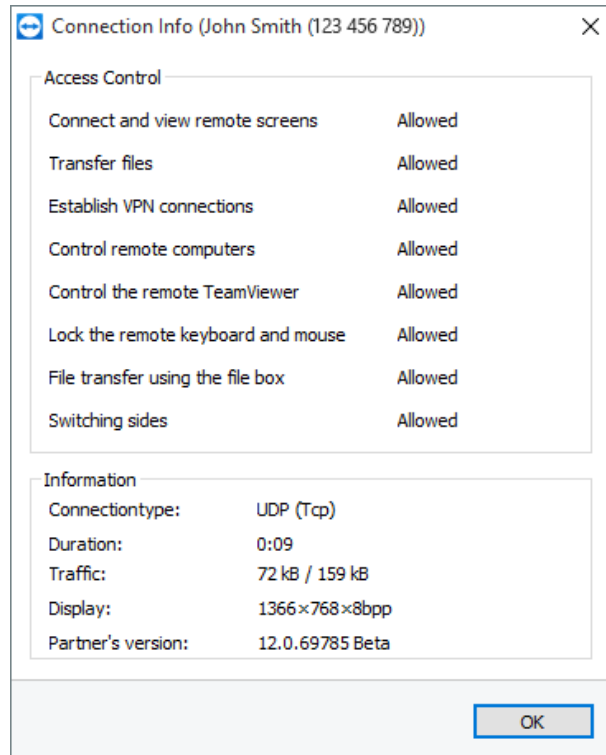 Connection Info (John Smith (123 456 789))
Access Control
Connect and view remote screens Allowed
Transfer files Allowed
Establish VPN connections Allowed
Control remote computers Allowed
Control the remote TeamViewer Allowed
Lock the remote keyboard and mouse Allowed
File transfer using the file box Allowed
Switching sides Allowed
Information
Connectiontype: UDP (Tcp)
Duration: 0:09
Traffic: 72 kB / 159 kB
Display: 1366×768×8bpp
Partner's version: 12.0.69785 Beta
OK